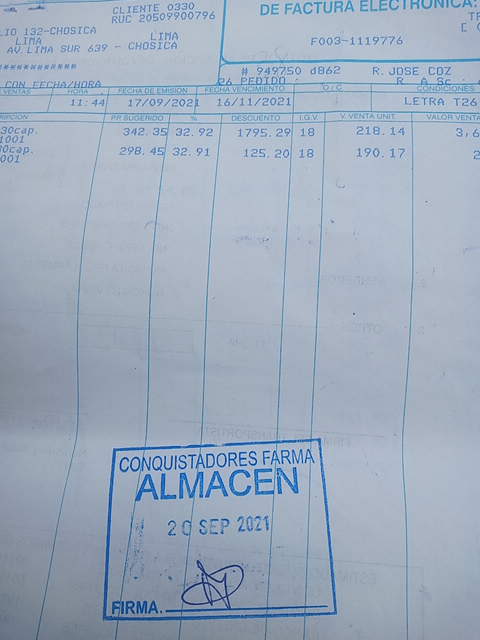 CLIENTE 0330
RUC 20509900796
DE FACTURA ELECTRONICA:
132-CHOSICA
LIMA
LIMA
AV.LIMA SUR 639 - CHOSICA
F003-1119776
# 949750 d862
R.JOSE COZ
CON FECHA/HORA
26 PEDIDO :
VENTAS HORA FECHA DE EMISIÓN FECHA VENCIMIENTO O / C CONDICIONES
11:44 17/09/2021 16/11/2021 LETRA T26
PR.SUGERIDO % DESCUENTO I.G.V. V. VENTA UNIT. VALOR VENTA
30cap. 342.35 32.92 1795.29 18 218.14
1001
0cap. 298.45 32.91 125.20 18 190.17
001
CONQUISTADORES FARMA
ALMACEN
20 SEP 2021
FIRMA.